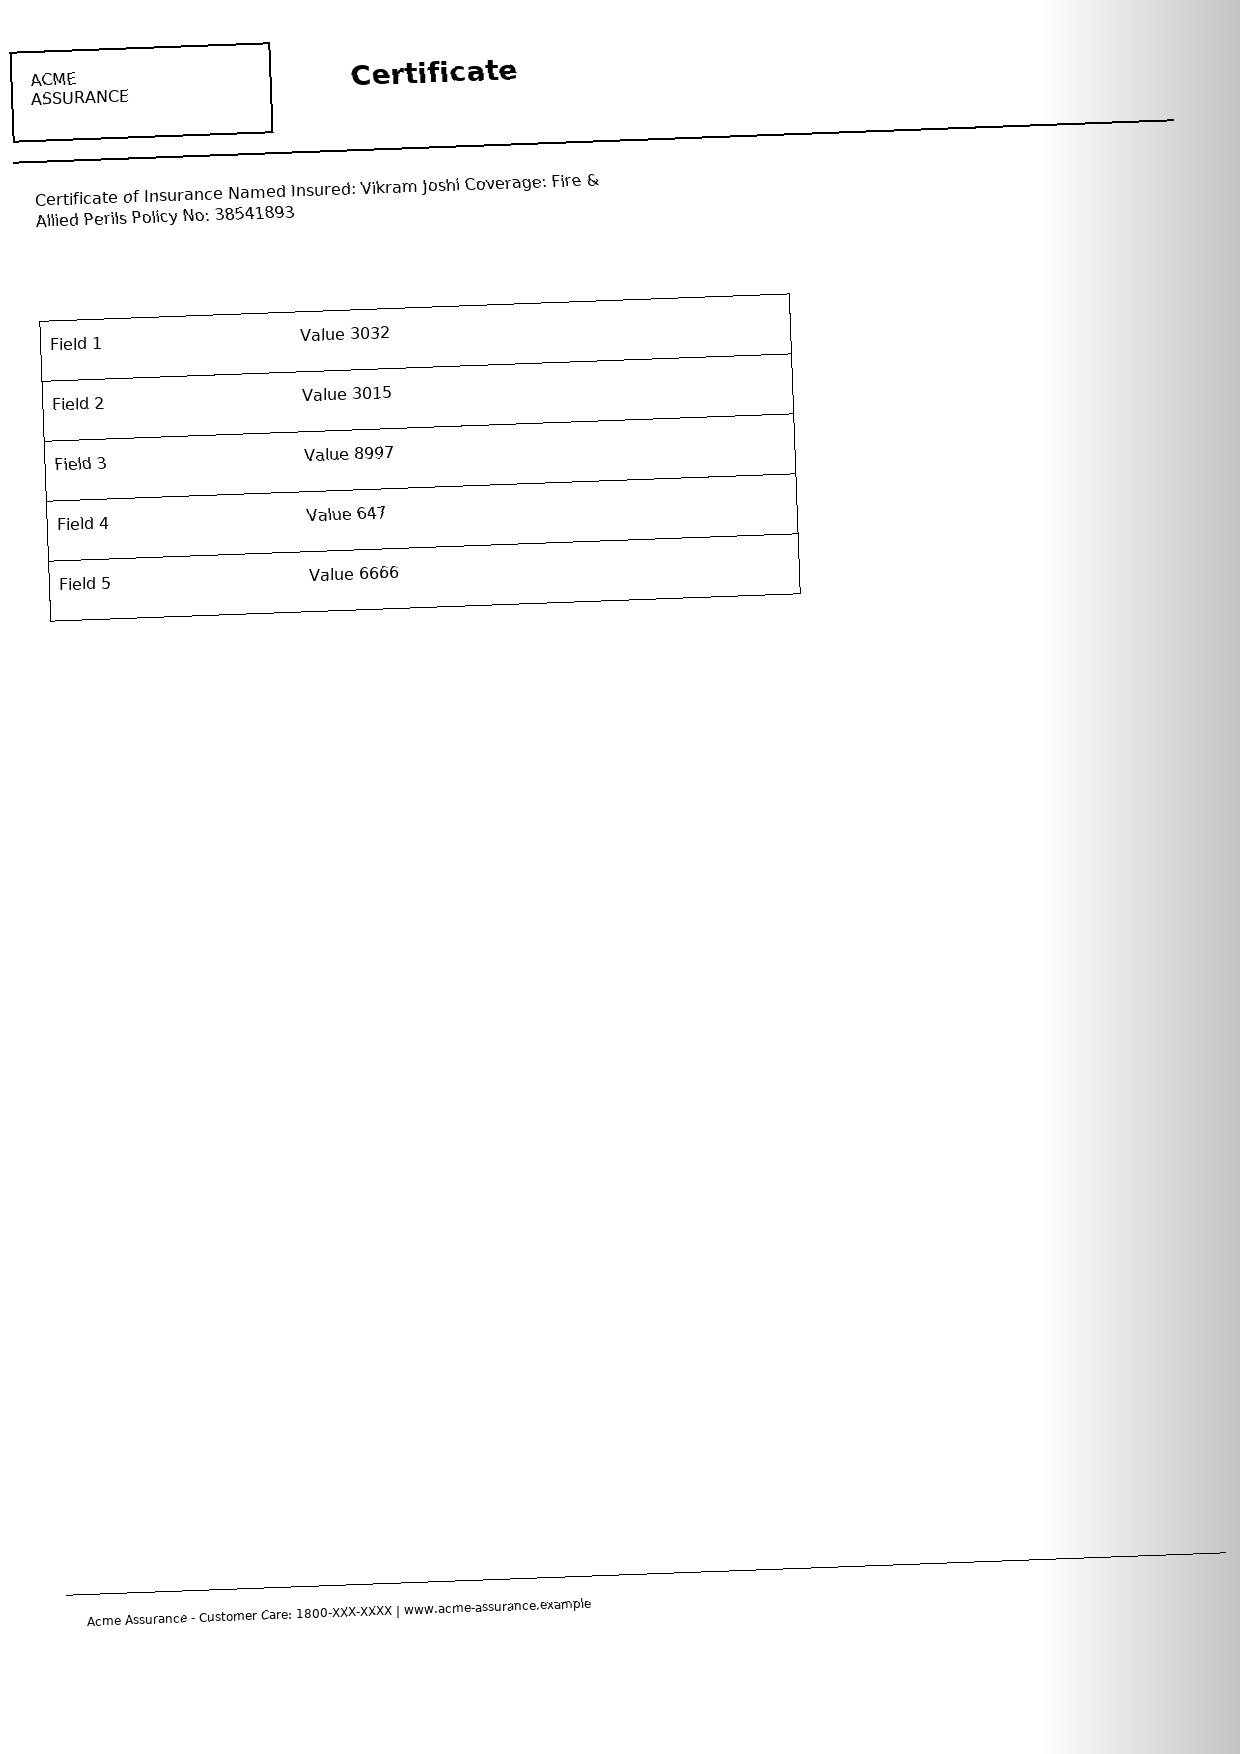 ACME
ASSURANCE
Certificate
Certificate of Insurance Named Insured: Vikram Joshi Coverage: Fire &
Allied Perils Policy No: 38541893
Field 1 Value 3032
Field 2 Value 3015
Field 3 Value 8997
Field 4 Value 647
Field 5 Value 6666
Acme Assurance - Customer Care: 1800-XXX-XXXX | www.acme-assurance.example